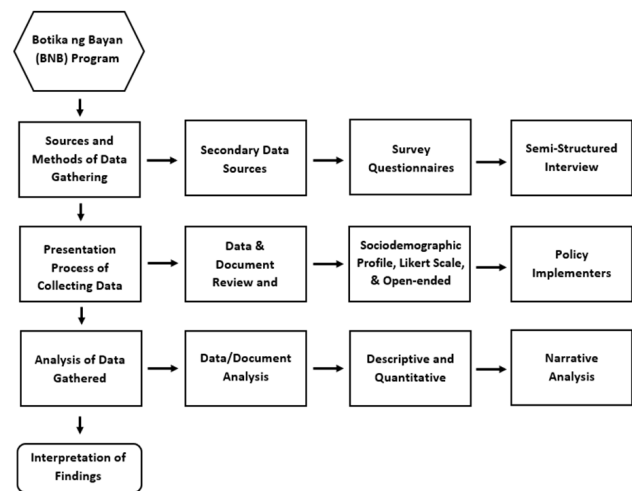 Botika ng Bayan
(BNB) Program
Sources and
Methods of Data
Gathering
Secondary Data
Sources
Survey
Questionnaires
Semi-Structured
Interview
Presentation
Process of
Collecting Data
Data &
Document
Review and
Sociodemographic
Profile, Likert Scale,
& Open-ended
Policy
Implementers
Analysis of Data
Gathered
Data/Document
Analysis
Descriptive and
Quantitative
Narrative
Analysis
Interpretation of
Findings